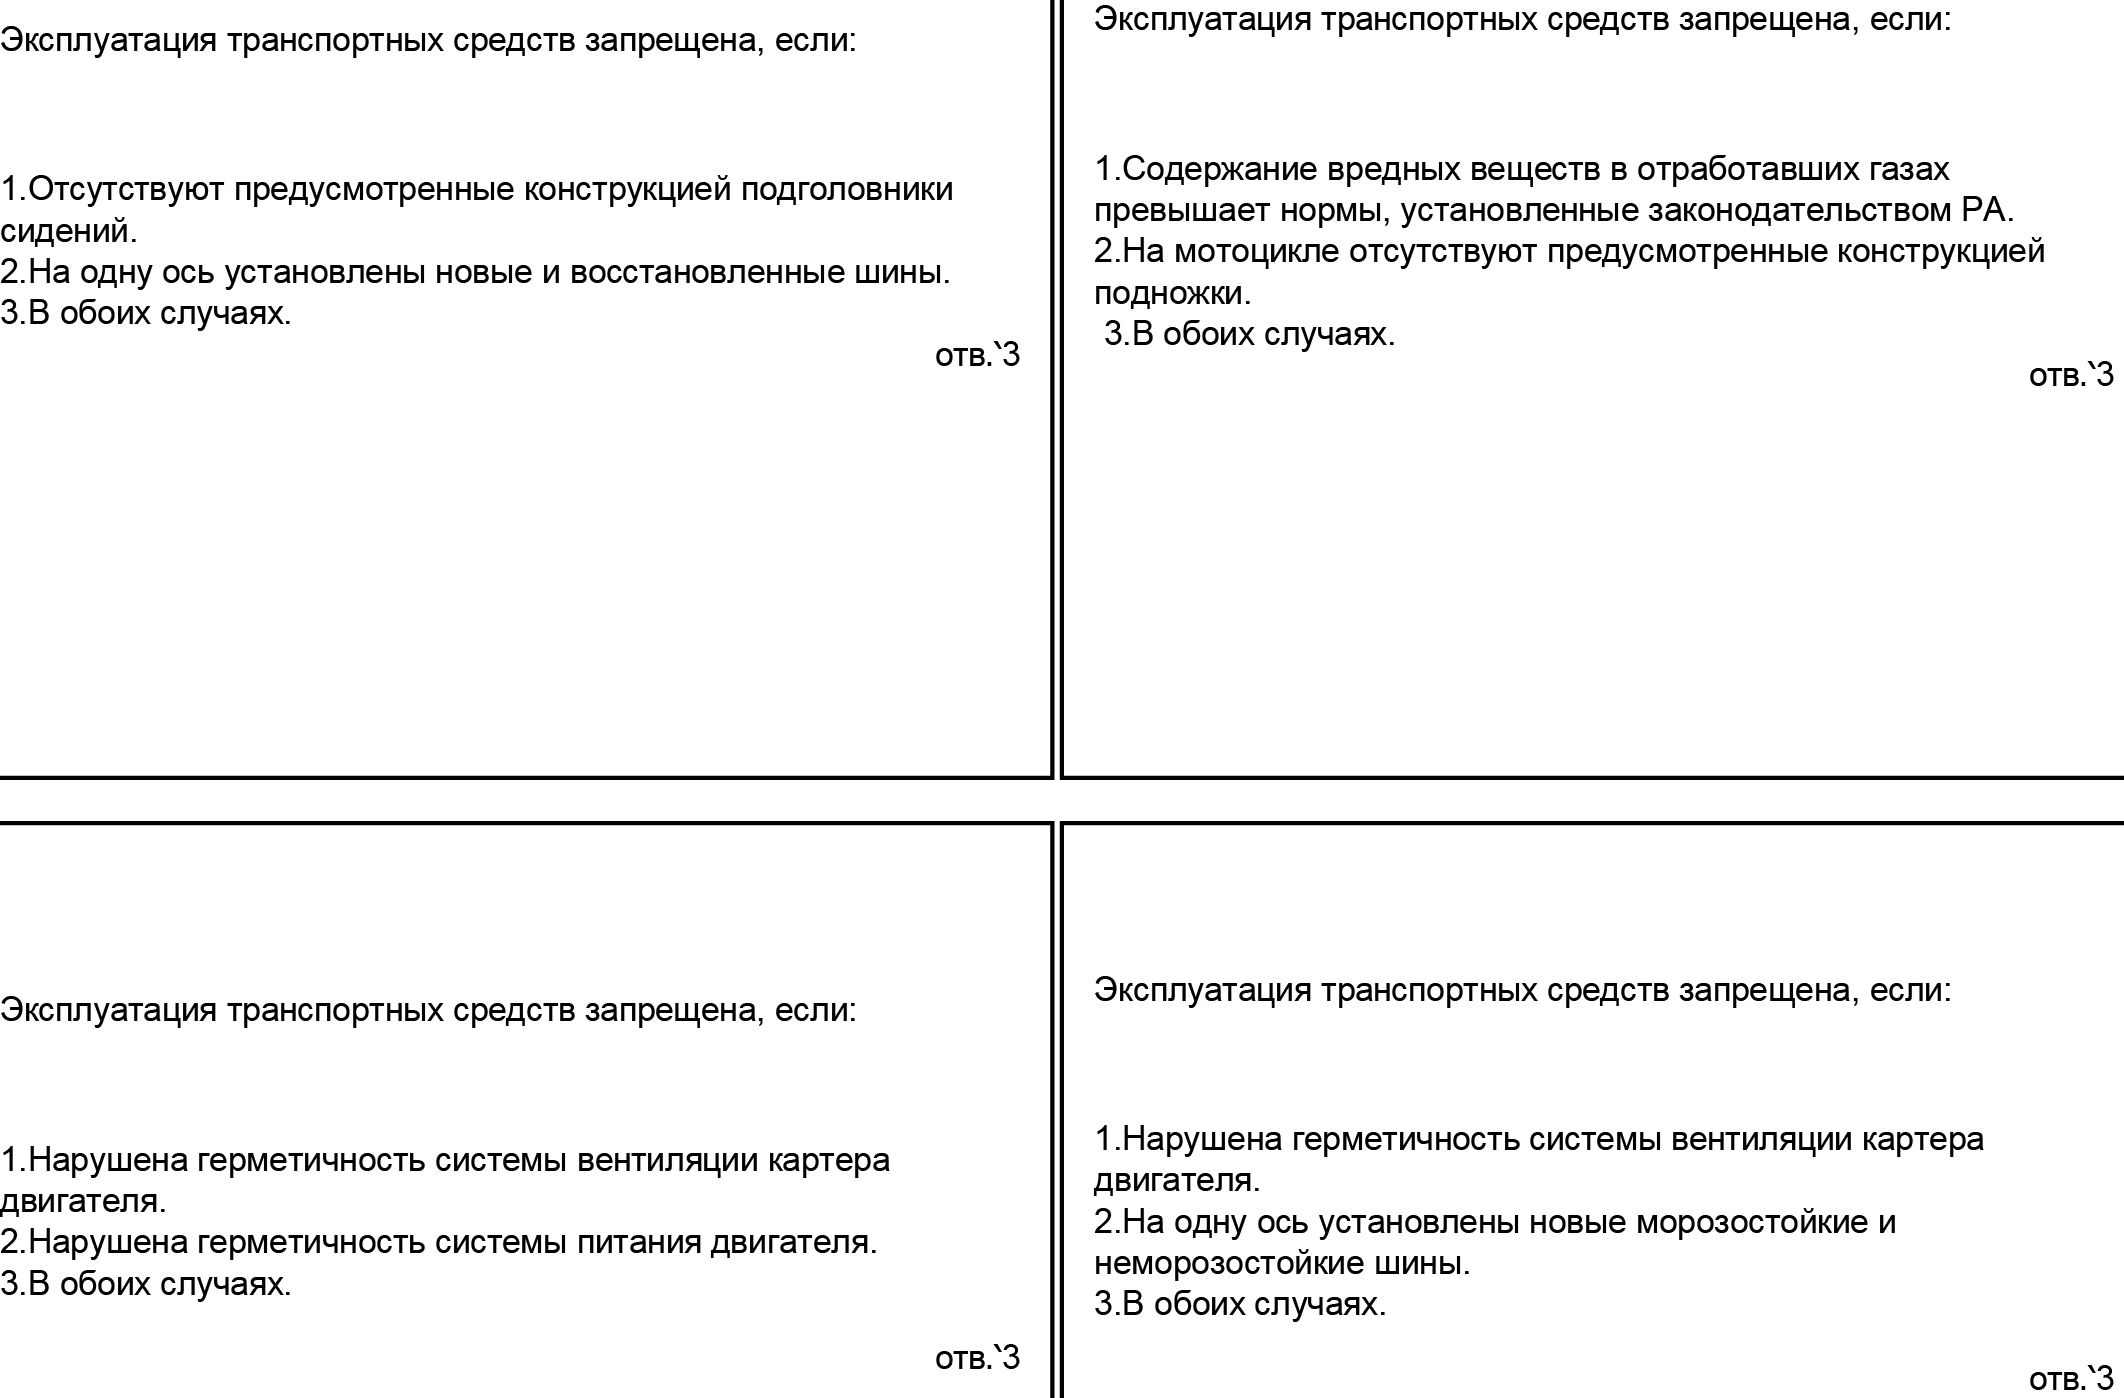 Эксплуатация транспортных средств запрещена, если:
1.Отсутствуют предусмотренные конструкцией подголовники
сидений.
2.На одну ось установлены новые и восстановленные шины.
3.В обоих случаях.
отв.՝3
Эксплуатация транспортных средств запрещена, если:
1.Содержание вредных веществ в отработавших газах
превышает нормы, установленные законодательством РА.
2.На мотоцикле отсутствуют предусмотренные конструкцией
подножки.
3.В обоих случаях.
отв.՝3
Эксплуатация транспортных средств запрещена, если:
1.Нарушена герметичность системы вентиляции картера
двигателя.
2.Нарушена герметичность системы питания двигателя.
3.В обоих случаях.
отв.՝3
Эксплуатация транспортных средств запрещена, если:
1.Нарушена герметичность системы вентиляции картера
двигателя.
2.На одну ось установлены новые морозостойкие и
неморозостойкие шины.
3.В обоих случаях.
отв.՝3